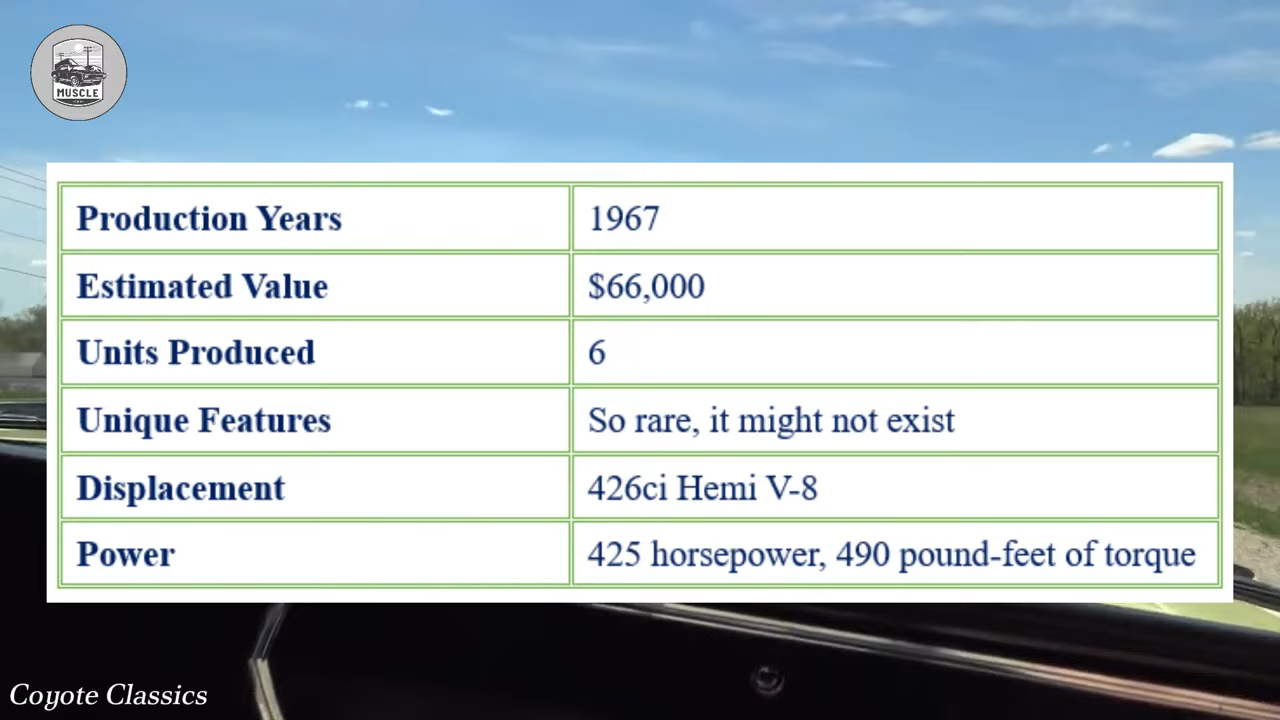 MUSCLE
Production Years 1967
Estimated Value $66,000
Units Produced 6
Unique Features So rare, it might not exist
Displacement 426ci Hemi V-8
Power 425 horsepower, 490 pound-feet of torque
Coyote Classics